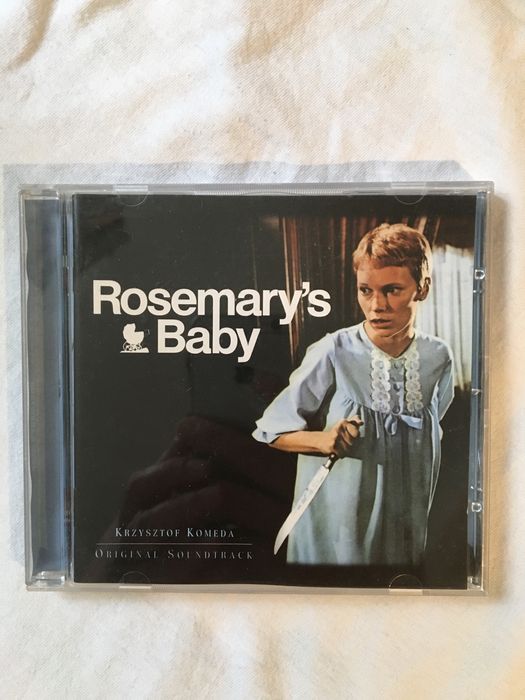 Rosemary's
Baby
KRZYSZTOF KOMEDA
ORIGINAL SOUNDTRACK